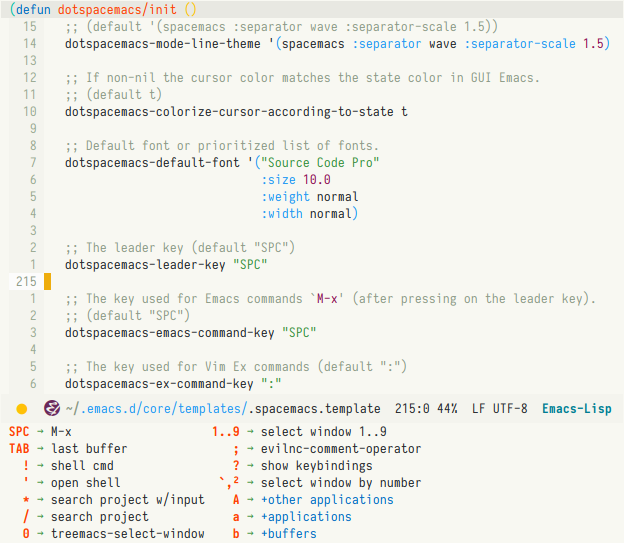 (defun dotspacemacs/init ()
15 ;; (default '(spacemacs :separator wave :separator-scale 1.5))
14 dotspacemacs-mode-line-theme '(spacemacs :separator wave :separator-scale 1.5)
13
12 ;; If non-nil the cursor color matches the state color in GUI Emacs.
11 ;; (default t)
10 dotspacemacs-colorize-cursor-according-to-state t
9
8 ;; Default font or prioritized list of fonts.
7 dotspacemacs-default-font '("Source Code Pro"
6 :size 10.0
5 :weight normal
4 :width normal)
3
2 ;; The leader key (default "SPC")
1 dotspacemacs-leader-key "SPC"
215
1 ;; The key used for Emacs commands `M-x' (after pressing on the leader key).
2 ;; (default "SPC")
3 dotspacemacs-emacs-command-key "SPC"
4
5 ;; The key used for Vim Ex commands (default ":")
6 dotspacemacs-ex-command-key ":"
~/.emacs.d/core/templates/.spacemacs.template 215:0 44% LF UTF-8 Emacs-Lisp
SPC → M-x 1..9 → select window 1..9
TAB → last buffer ; → evilnc-comment-operator
! → shell cmd ? → show keybindings
' → open shell `,² → select window by number
* → search project w/input A → +other applications
/ → search project a → +applications
0 → treemacs-select-window b → +buffers